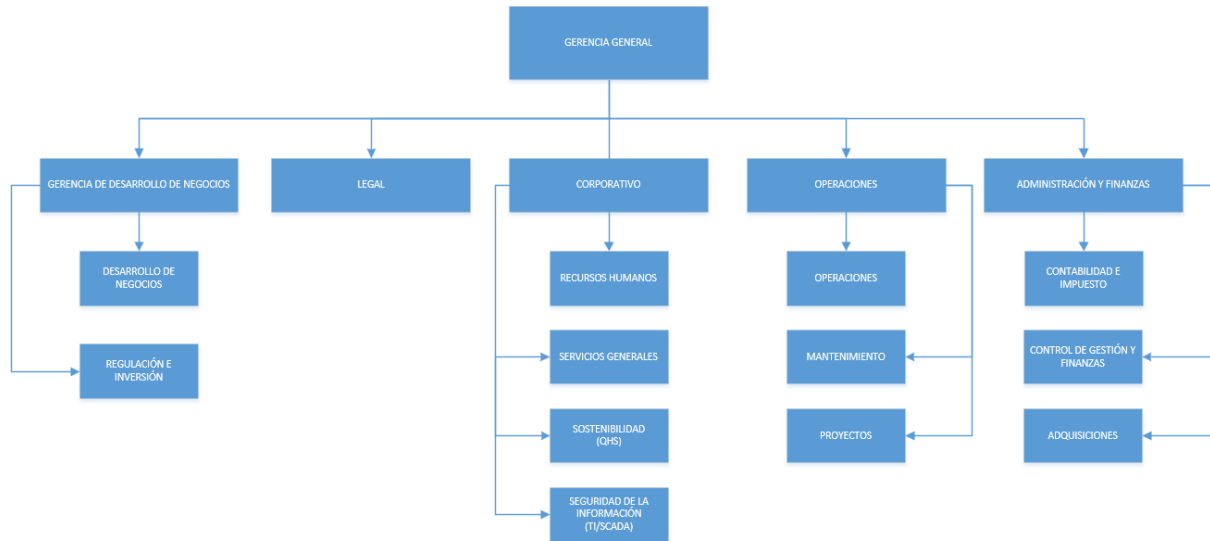 GERENCIA GENERAL
GERENCIA DE DESARROLLO DE NEGOCIOS
LEGAL
CORPORATIVO
OPERACIONES
ADMINISTRACIÓN Y FINANZAS
DESARROLLO DE
NEGOCIOS
RECURSOS HUMANOS
OPERACIONES
CONTABILIDAD E
IMPUESTO
REGULACIÓN E
INVERSIÓN
SERVICIOS GENERALES
MANTENIMIENTO
CONTROL DE GESTIÓN Y
FINANZAS
SOSTENIBILIDAD
(QHS)
PROYECTOS
ADQUISICIONES
SEGURIDAD DE LA
INFORMACIÓN
(TI/SCADA)